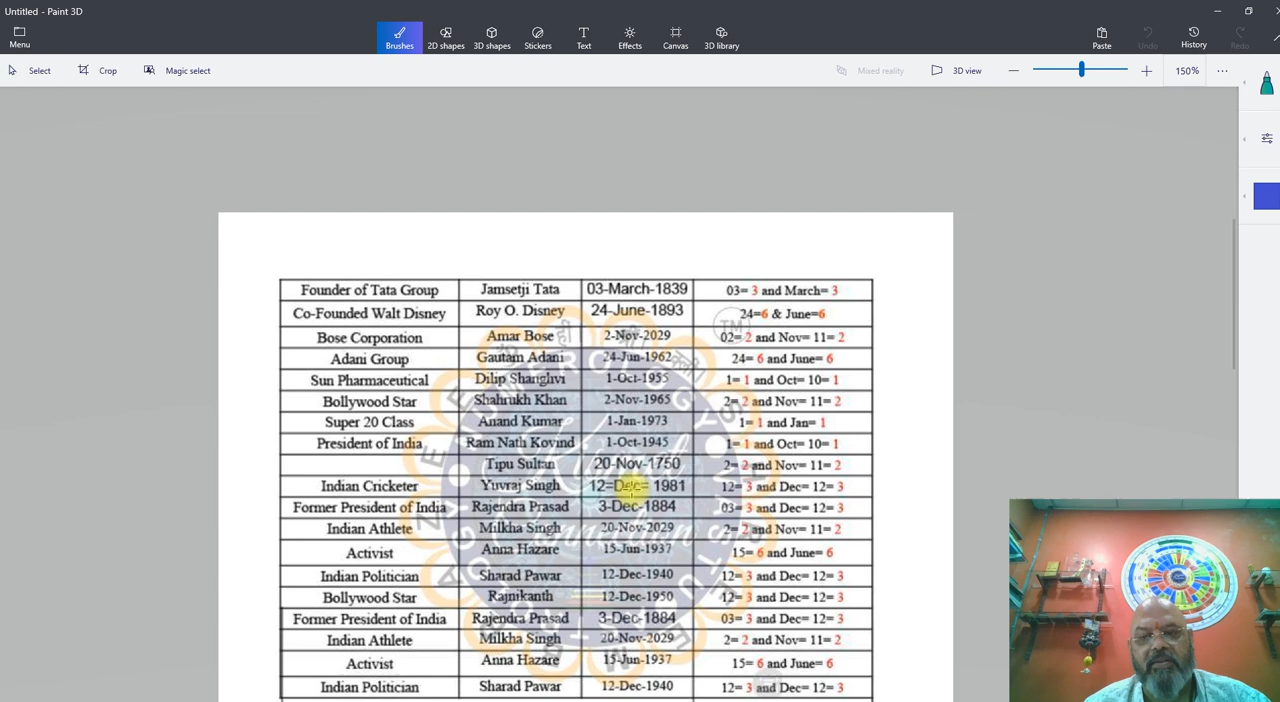 Untitled - Paint 3D
Menu
Brushes 2D shapes 3D shapes Stickers Text Effects Canvas 3D library Paste Undo History Redo
Select Crop Magic select Mixed reality 3D view 150%
Founder of Tata Group Jamsetji Tata 03-March-1839 03= 3 and March= 3
Co-Founded Walt Disney Roy O. Disney 24-June-1893 24=6 & June=6
Bose Corporation Amar Bose 2-Nov-2029 02= 2 and Nov= 11= 2
Adani Group Gautam Adani 24-Jun-1962 24= 6 and June= 6
Sun Pharmaceutical Dilip Shanghvi 1-Oct-1955 1= 1 and Oct= 10= 1
Bollywood Star Shahrukh Khan 2-Nov-1965 2= 2 and Nov= 11= 2
Super 20 Class Anand Kumar 1-Jan-1973 1= 1 and Jan= 1
President of India Ram Nath Kovind 1-Oct-1945 1= 1 and Oct= 10= 1
Tipu Sultan 20-Nov-1750 2= 2 and Nov= 11= 2
Indian Cricketer Yuvraj Singh 12=Dec= 1981 12= 3 and Dec= 12= 3
Former President of India Rajendra Prasad 3-Dec-1884 03= 3 and Dec= 12= 3
Indian Athlete Milkha Singh 20-Nov-2029 2= 2 and Nov= 11= 2
Activist Anna Hazare 15-Jun-1937 15= 6 and June= 6
Indian Politician Sharad Pawar 12-Dec-1940 12= 3 and Dec= 12= 3
Bollywood Star Rajnikanth 12-Dec-1950 12= 3 and Dec= 12= 3
Former President of India Rajendra Prasad 3-Dec-1884 03= 3 and Dec= 12= 3
Indian Athlete Milkha Singh 20-Nov-2029 2= 2 and Nov= 11= 2
Activist Anna Hazare 15-Jun-1937 15= 6 and June= 6
Indian Politician Sharad Pawar 12-Dec-1940 12= 3 and Dec= 12= 3
TM